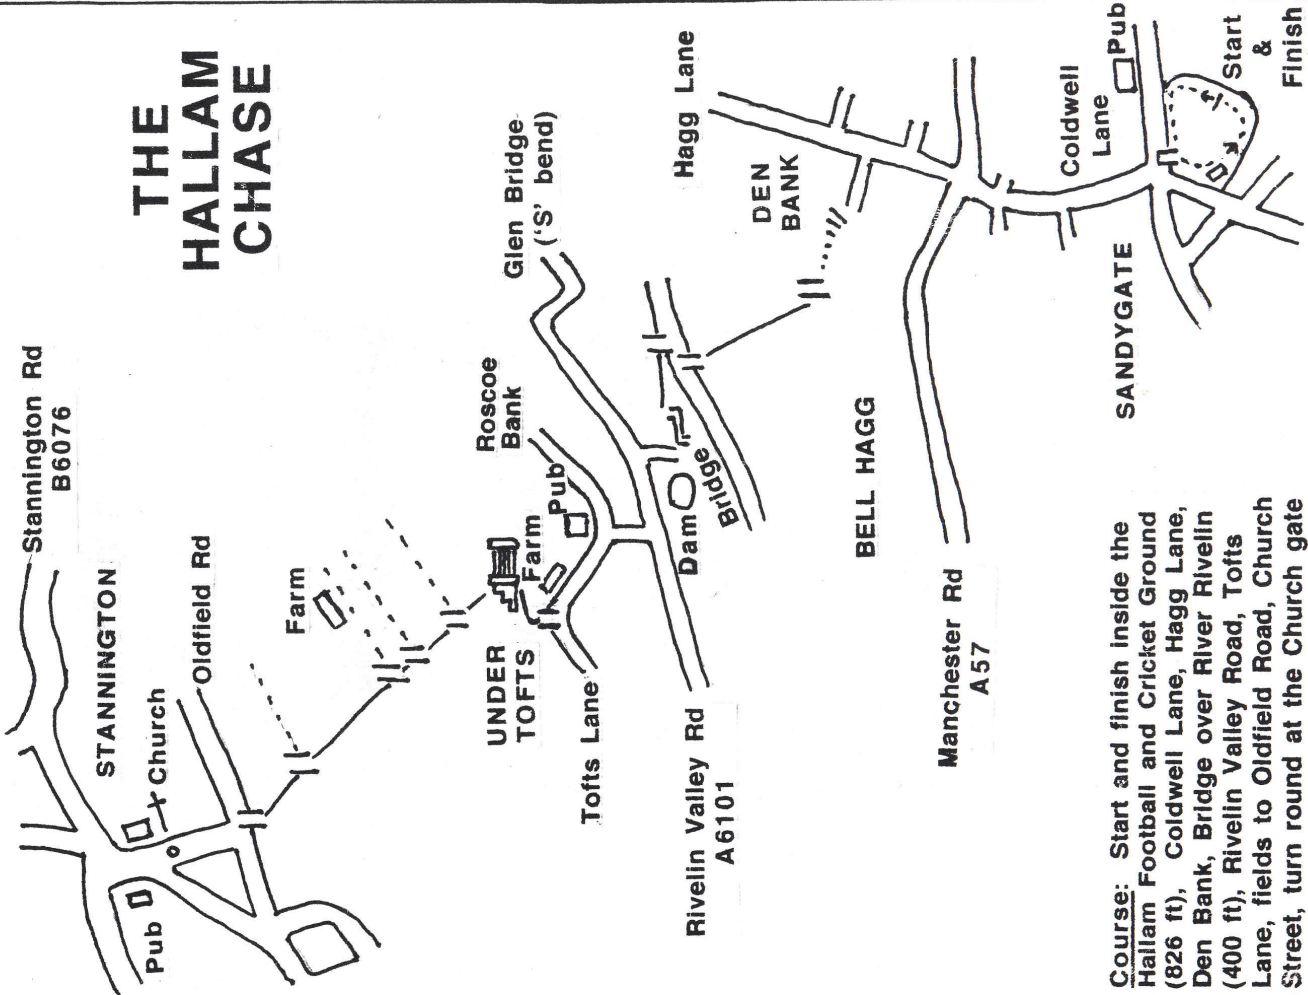 THE
HALLAM
CHASE
Stannington Rd
B6076
STANNINGTON
Church
Pub
Oldfield Rd
Farm
UNDER
TOFTS
Tofts Lane
Farm
Pub
Roscoe
Bank
Glen Bridge
('S' bend)
Rivelin Valley Rd
A6101
Dam
Bridge
Hagg Lane
DEN
BANK
BELL HAGG
Manchester Rd
A57
Coldwell
Lane
Pub
SANDYGATE
Start
&
Finish
Course: Start and finish inside the
Hallam Football and Cricket Ground
(826 ft), Coldwell Lane, Hagg Lane,
Den Bank, Bridge over River Rivelin
(400 ft), Rivelin Valley Road, Tofts
Lane, fields to Oldfield Road, Church
Street, turn round at the Church gate